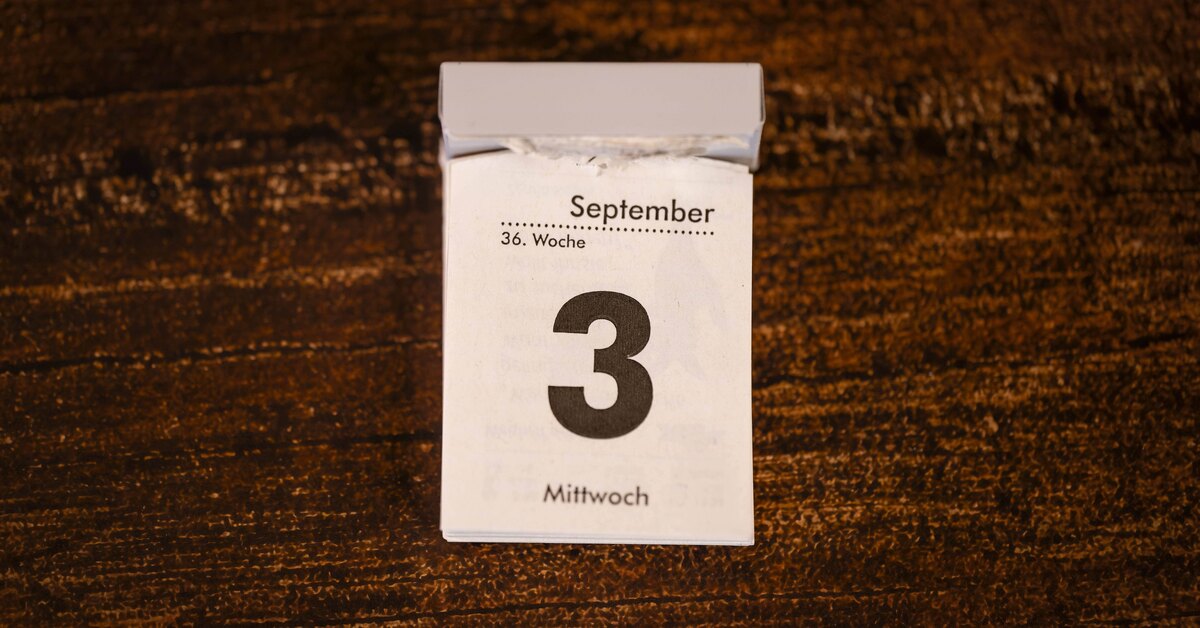 September
36. Woche
3
Mittwoch